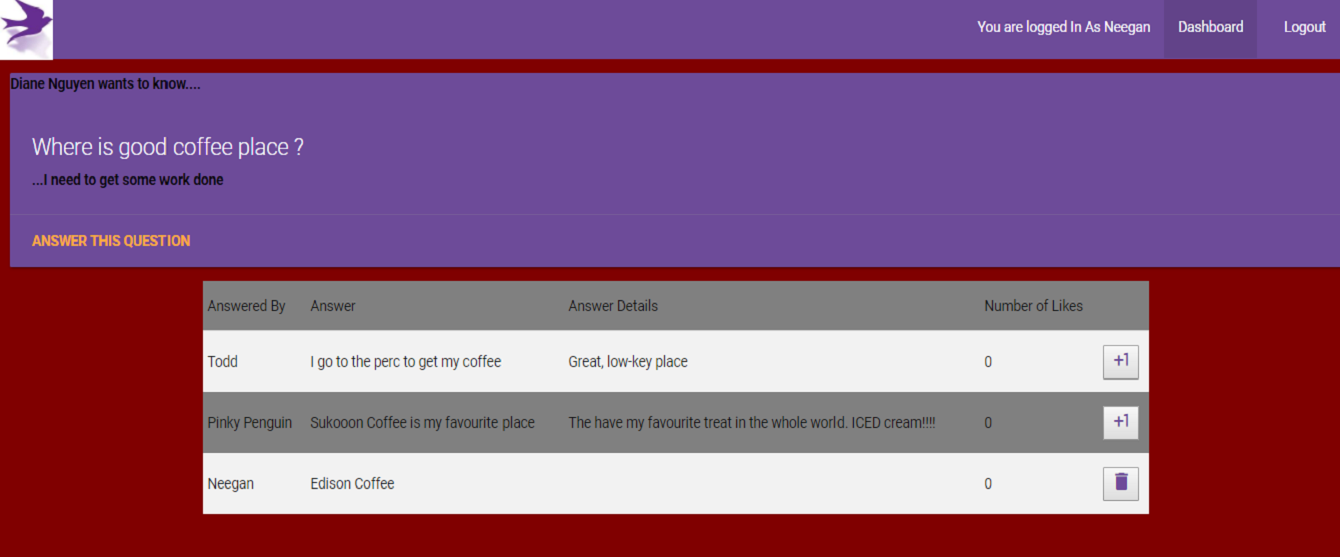 You are logged In As Neegan Dashboard Logout
Diane Nguyen wants to know....
Where is good coffee place ?
...I need to get some work done
ANSWER THIS QUESTION
Answered By Answer Answer Details Number of Likes
Todd I go to the perc to get my coffee Great, low-key place 0 +1
Pinky Penguin Sukooon Coffee is my favourite place The have my favourite treat in the whole world. ICED cream!!!! 0 +1
Neegan Edison Coffee 0